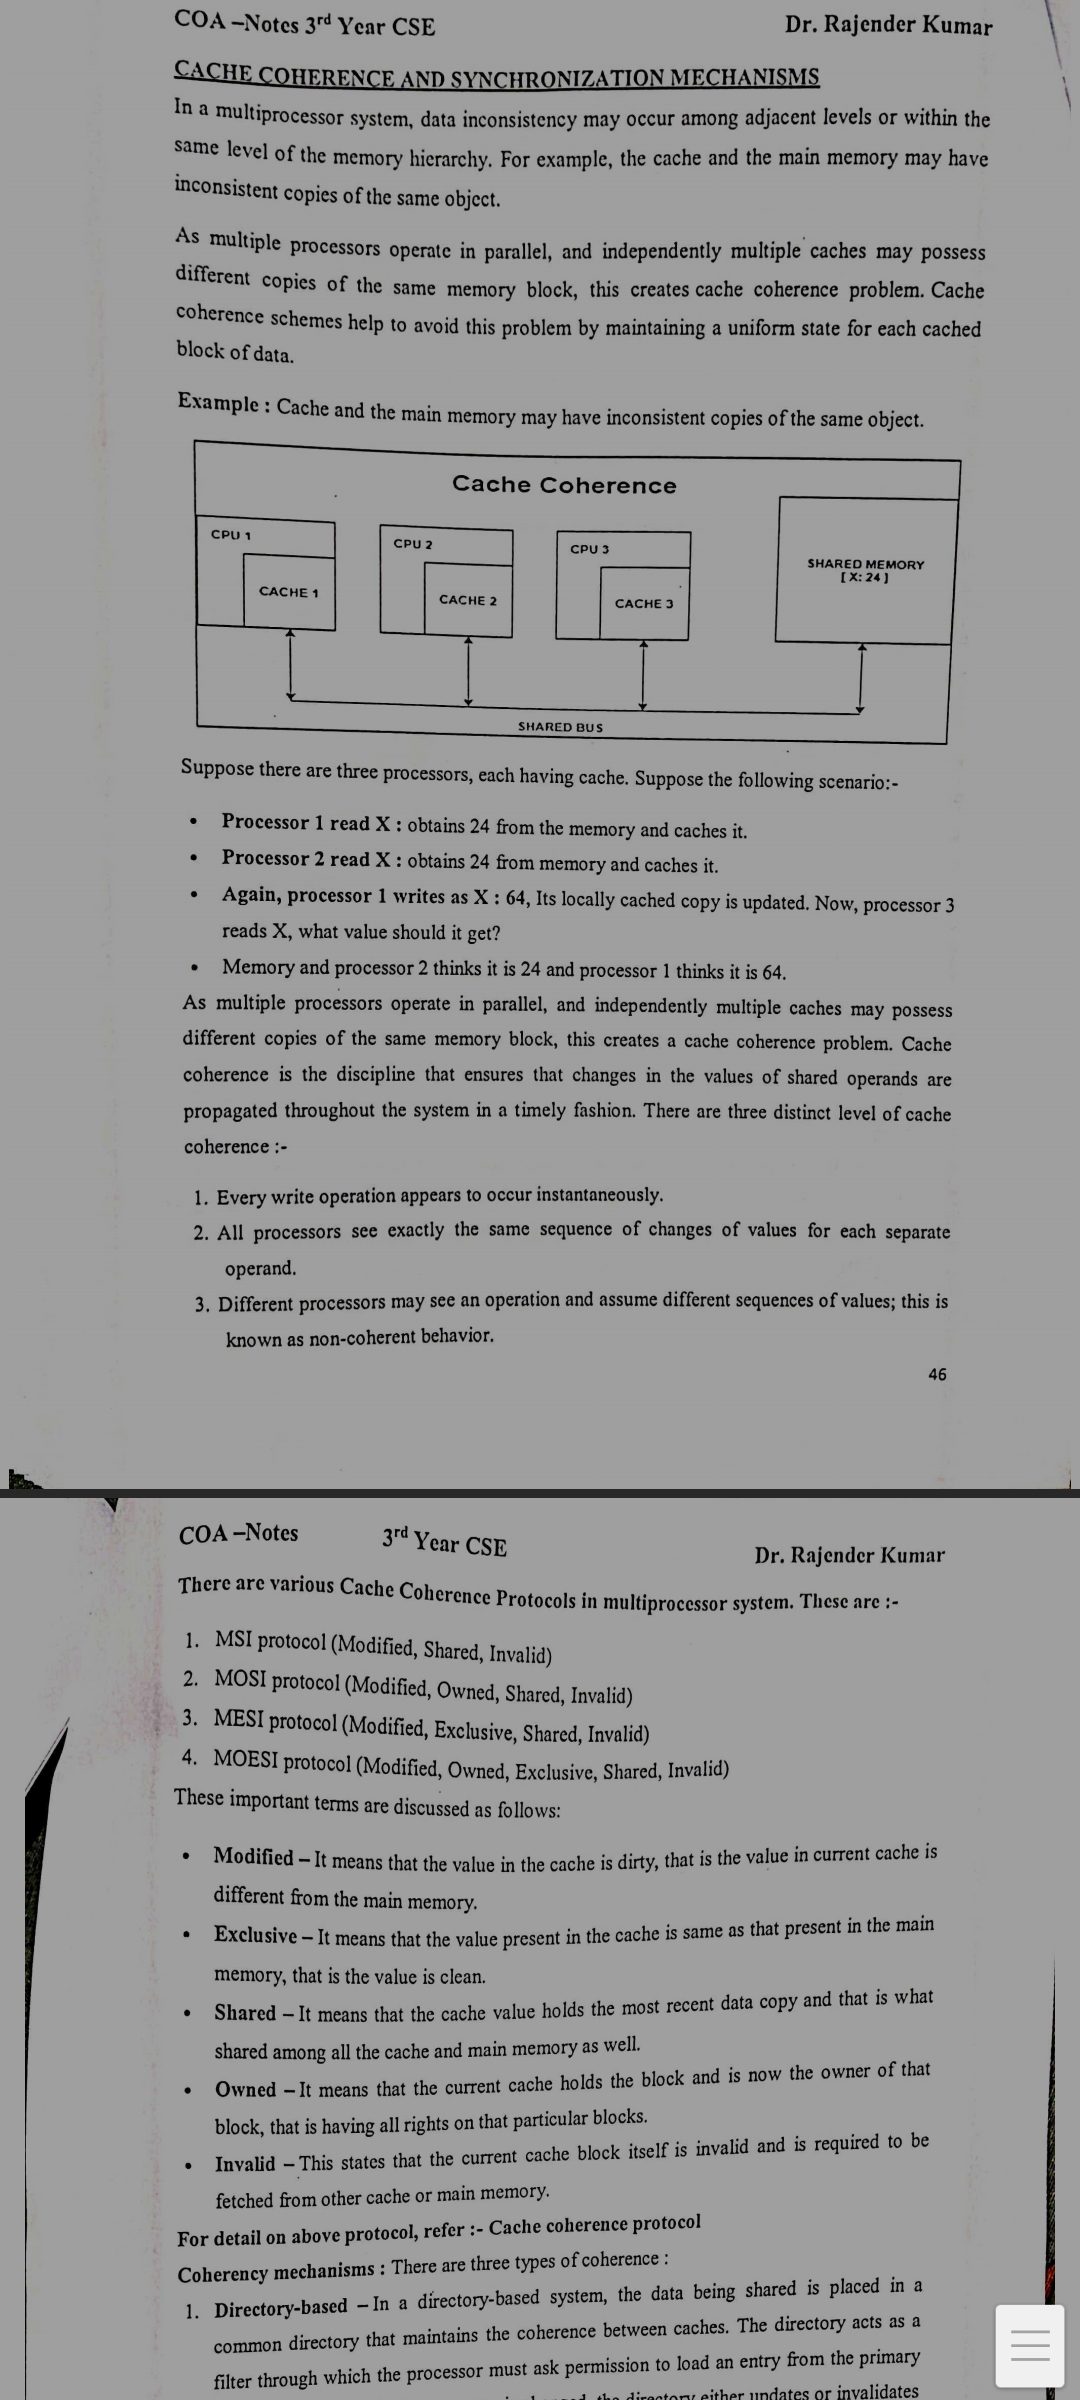 COA –Notes 3rd Year CSE Dr. Rajender Kumar
CACHE COHERENCE AND SYNCHRONIZATION MECHANISMS
In a multiprocessor system, data inconsistency may occur among adjacent levels or within the
same level of the memory hierarchy. For example, the cache and the main memory may have
inconsistent copies of the same object.
As multiple processors operate in parallel, and independently multiple caches may possess
different copies of the same memory block, this creates cache coherence problem. Cache
coherence schemes help to avoid this problem by maintaining a uniform state for each cached
block of data.
Example : Cache and the main memory may have inconsistent copies of the same object.
Cache Coherence
CPU 1
CACHE 1
CPU 2
CACHE 2
CPU 3
CACHE 3
SHARED MEMORY
[ X: 24 ]
SHARED BUS
Suppose there are three processors, each having cache. Suppose the following scenario:-
• Processor 1 read X : obtains 24 from the memory and caches it.
• Processor 2 read X : obtains 24 from memory and caches it.
• Again, processor 1 writes as X : 64, Its locally cached copy is updated. Now, processor 3
reads X, what value should it get?
• Memory and processor 2 thinks it is 24 and processor 1 thinks it is 64.
As multiple processors operate in parallel, and independently multiple caches may possess
different copies of the same memory block, this creates a cache coherence problem. Cache
coherence is the discipline that ensures that changes in the values of shared operands are
propagated throughout the system in a timely fashion. There are three distinct level of cache
coherence :-
1. Every write operation appears to occur instantaneously.
2. All processors see exactly the same sequence of changes of values for each separate
operand.
3. Different processors may see an operation and assume different sequences of values; this is
known as non-coherent behavior.
46
COA –Notes 3rd Year CSE Dr. Rajender Kumar
There are various Cache Coherence Protocols in multiprocessor system. These are :-
1. MSI protocol (Modified, Shared, Invalid)
2. MOSI protocol (Modified, Owned, Shared, Invalid)
3. MESI protocol (Modified, Exclusive, Shared, Invalid)
4. MOESI protocol (Modified, Owned, Exclusive, Shared, Invalid)
These important terms are discussed as follows:
• Modified – It means that the value in the cache is dirty, that is the value in current cache is
different from the main memory.
• Exclusive – It means that the value present in the cache is same as that present in the main
memory, that is the value is clean.
• Shared – It means that the cache value holds the most recent data copy and that is what
shared among all the cache and main memory as well.
• Owned – It means that the current cache holds the block and is now the owner of that
block, that is having all rights on that particular blocks.
• Invalid – This states that the current cache block itself is invalid and is required to be
fetched from other cache or main memory.
For detail on above protocol, refer :- Cache coherence protocol
Coherency mechanisms : There are three types of coherence :
1. Directory-based – In a directory-based system, the data being shared is placed in a
common directory that maintains the coherence between caches. The directory acts as a
filter through which the processor must ask permission to load an entry from the primary
the directory either updates or invalidates